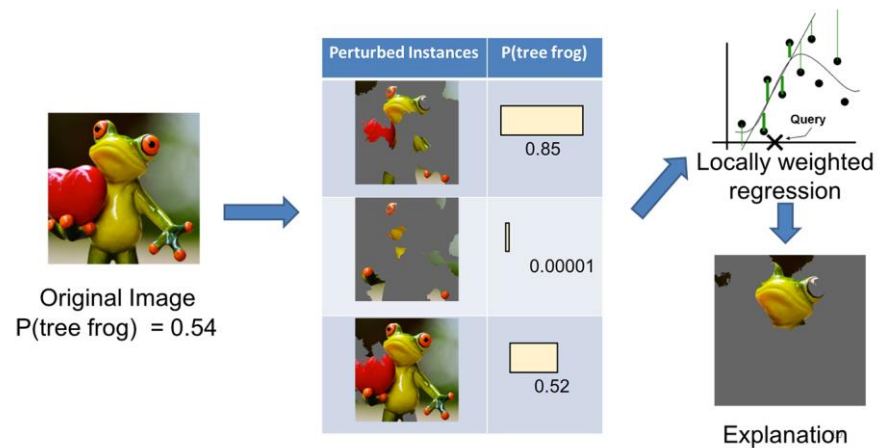 Original Image
P(tree frog) = 0.54
Perturbed Instances
P(tree frog)
0.85
0.00001
0.52
Query
Locally weighted
regression
Explanation